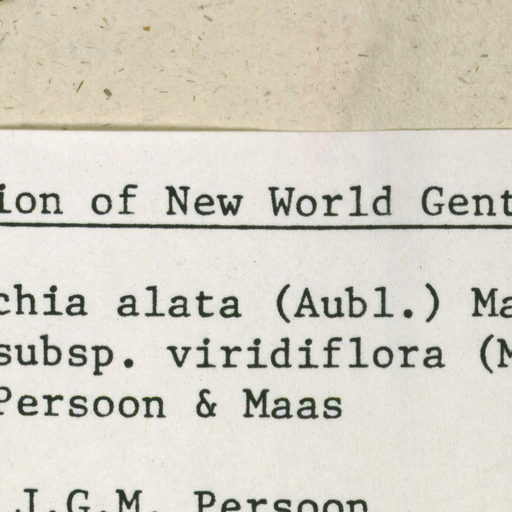 ion of New World Gent
chia alata (Aubl.) Ma
subsp. viridiflora (M
Persoon & Maas
J.G.M. Persoon